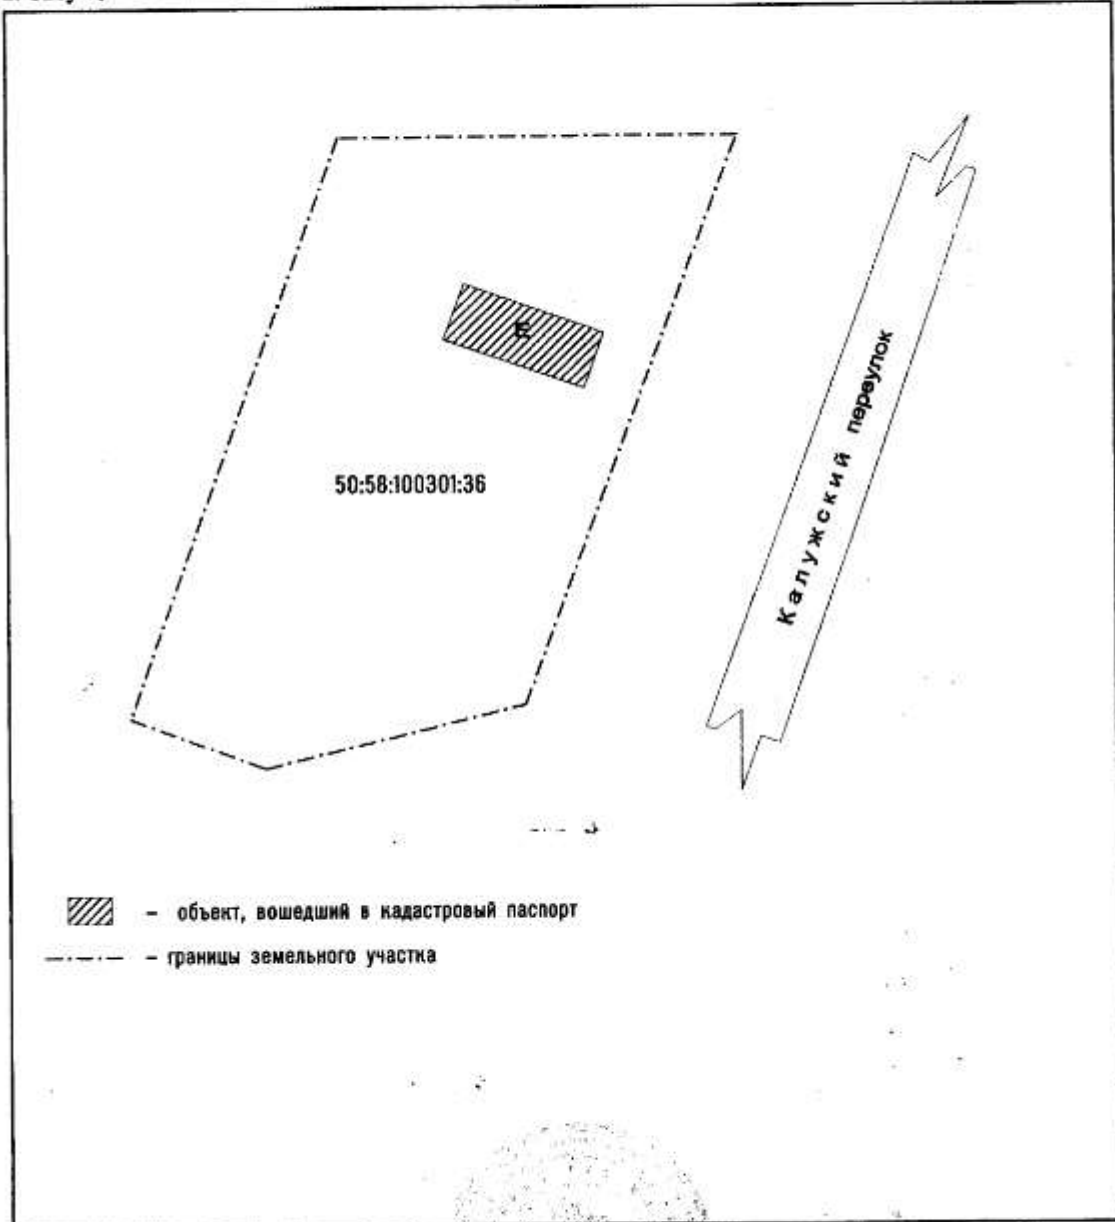 Е
50:58:100301:36
Калужский переулок
– объект, вошедший в кадастровый паспорт
– границы земельного участка